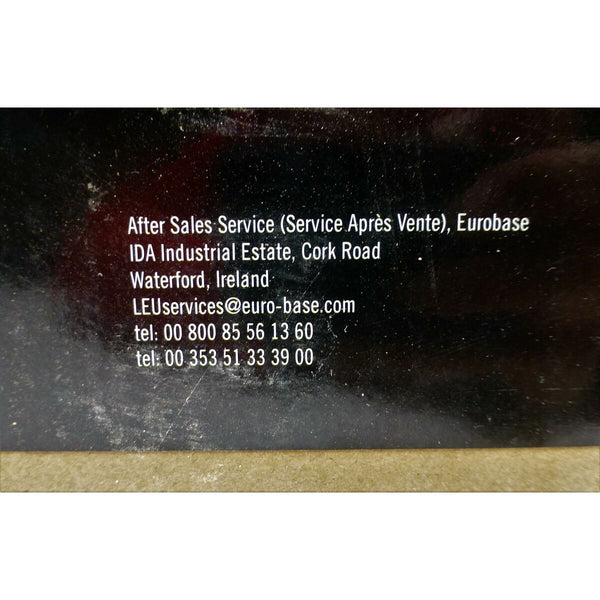 After Sales Service (Service Après Vente), Eurobase
IDA Industrial Estate, Cork Road
Waterford, Ireland
LEUservices@euro-base.com
tel: 00 800 85 56 13 60
tel: 00 353 51 33 39 00